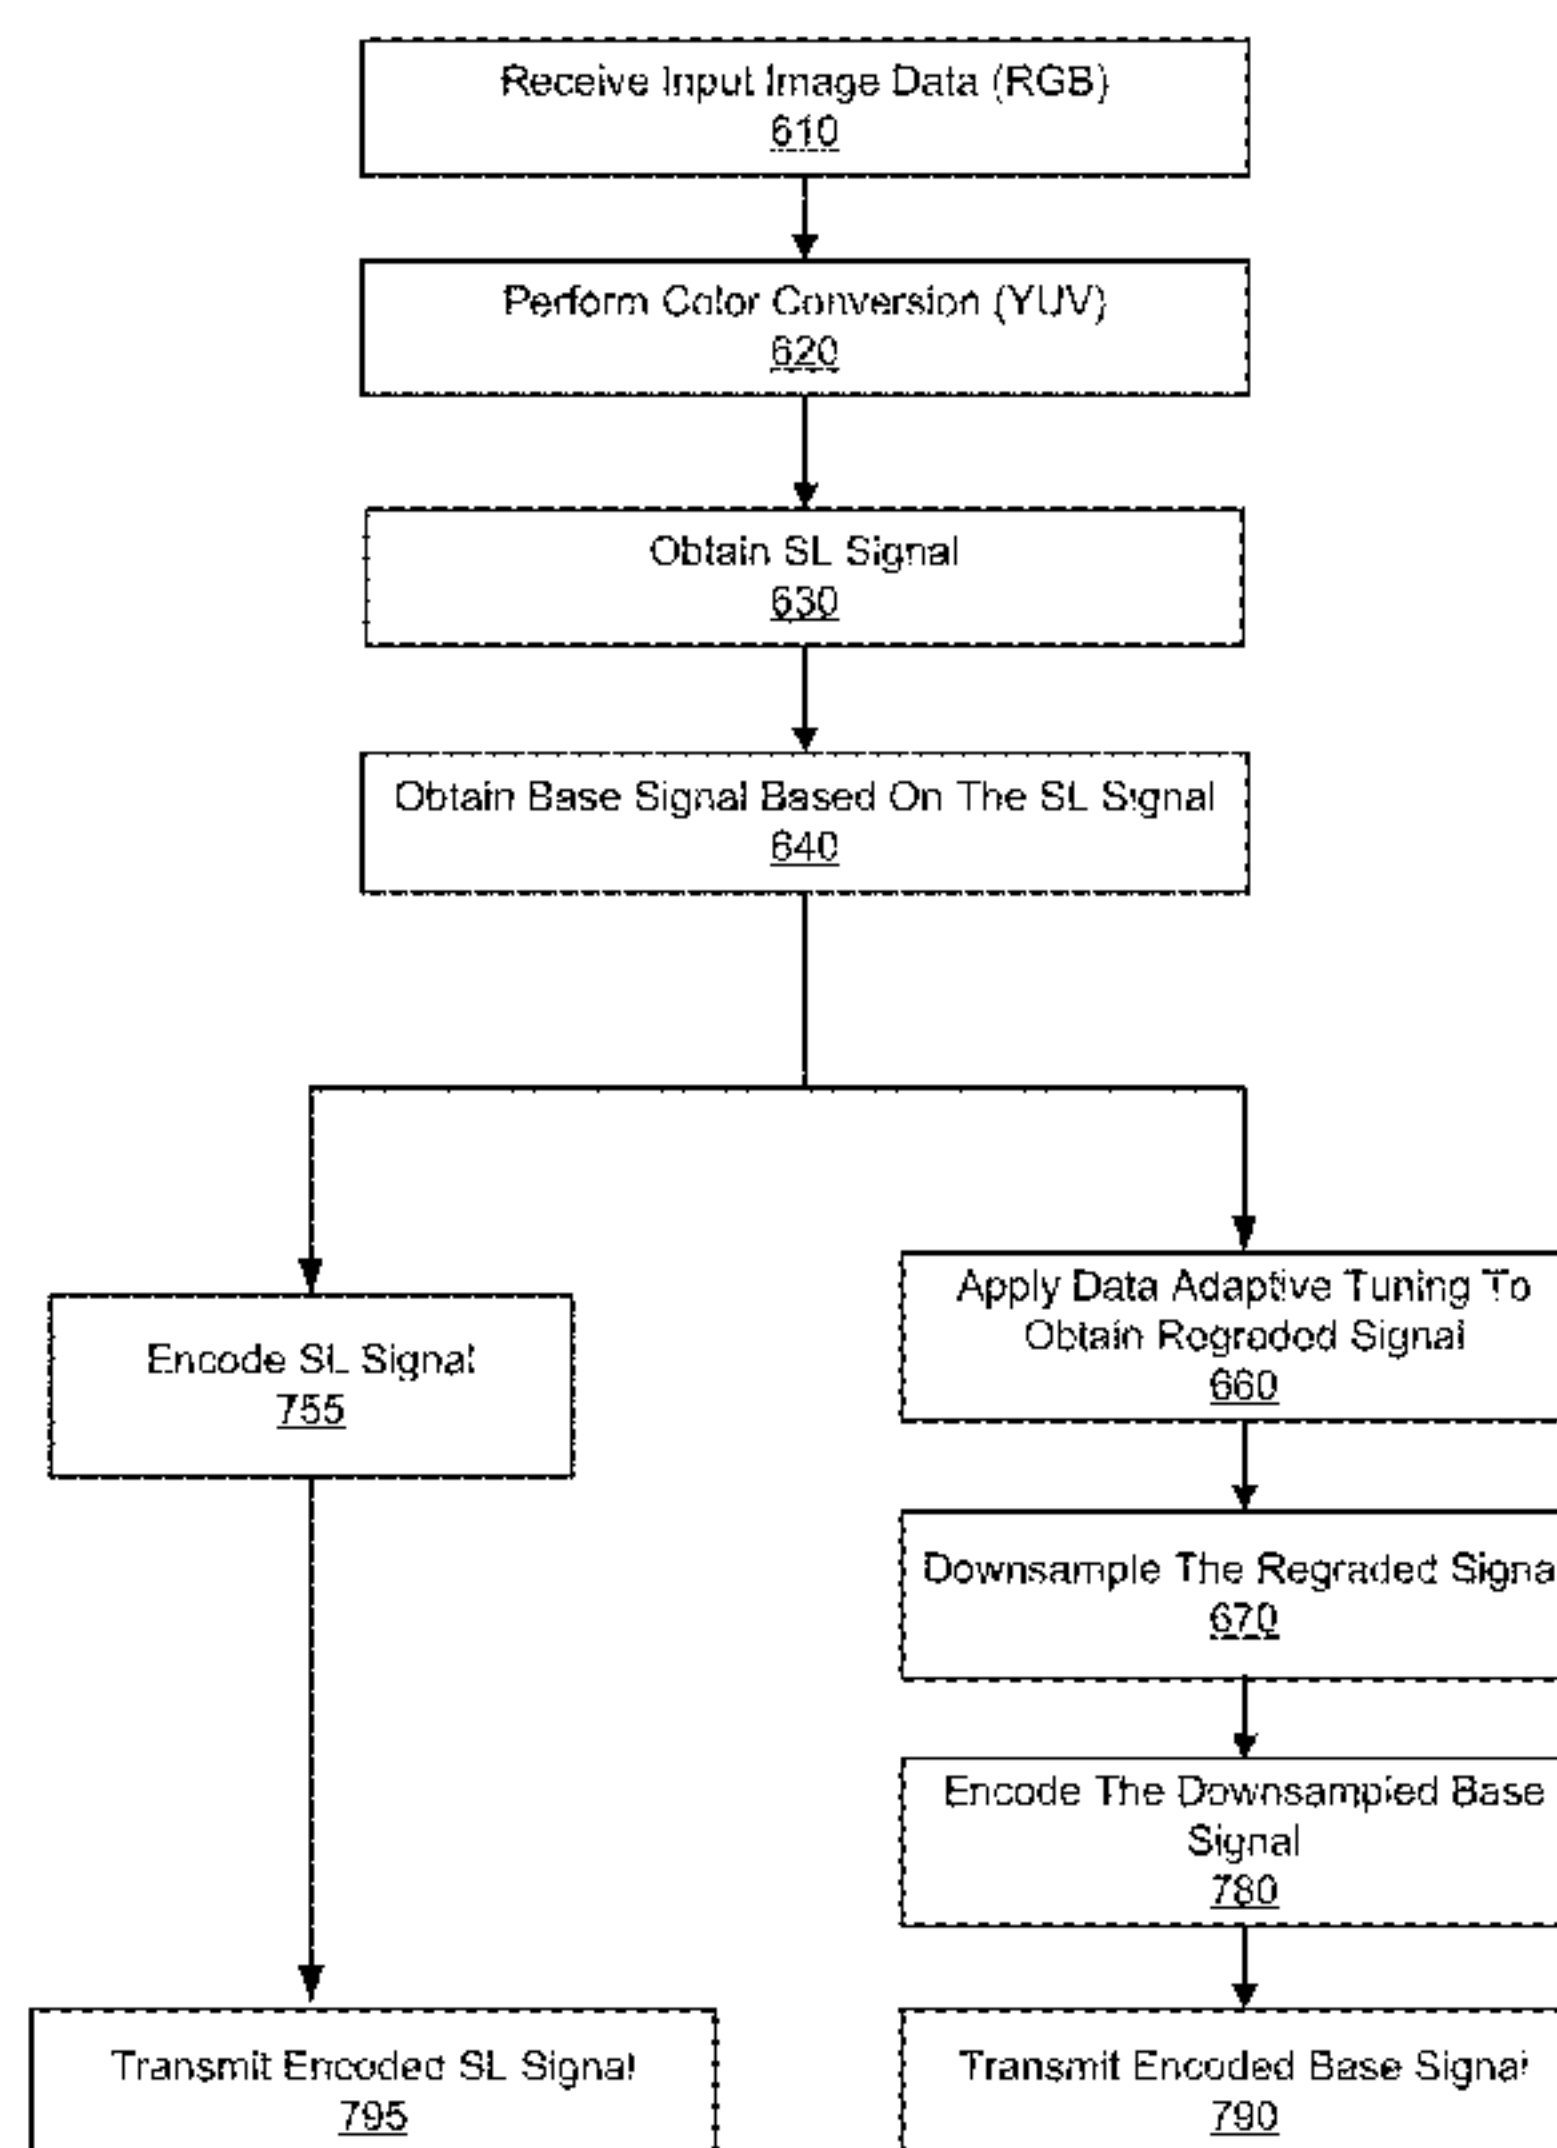 Receive Input Image Data (RGB)
610
Perform Color Conversion (YUV)
620
Obtain SL Signal
630
Obtain Base Signal Based On The SL Signal
640
Encode SL Signal
755
Apply Data Adaptive Tuning To
Obtain Regraded Signal
660
Downsample The Regraded Signal
670
Encode The Downsampled Base
Signal
780
Transmit Encoded SL Signal
795
Transmit Encoded Base Signal
790